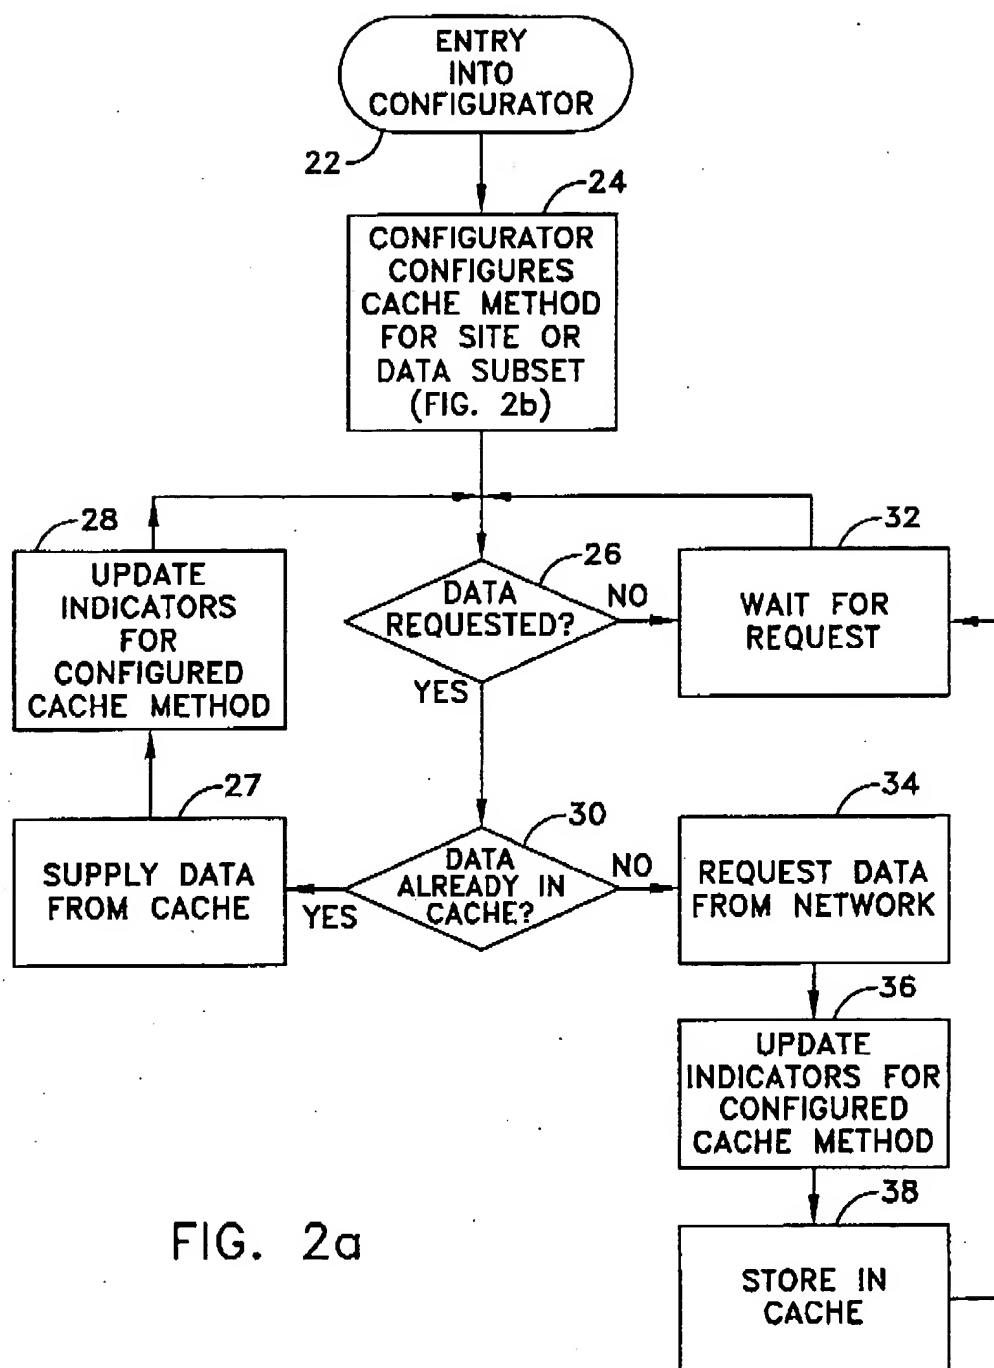 ENTRY
INTO
CONFIGURATOR
22
24
CONFIGURATOR
CONFIGURES
CACHE METHOD
FOR SITE OR
DATA SUBSET
(FIG. 2b)
28
UPDATE
INDICATORS
FOR
CONFIGURED
CACHE METHOD
26
DATA
REQUESTED?
NO
YES
32
WAIT FOR
REQUEST
27
SUPPLY DATA
FROM CACHE
30
DATA
ALREADY IN
CACHE?
YES
NO
34
REQUEST DATA
FROM NETWORK
36
UPDATE
INDICATORS FOR
CONFIGURED
CACHE METHOD
38
STORE IN
CACHE
FIG. 2a